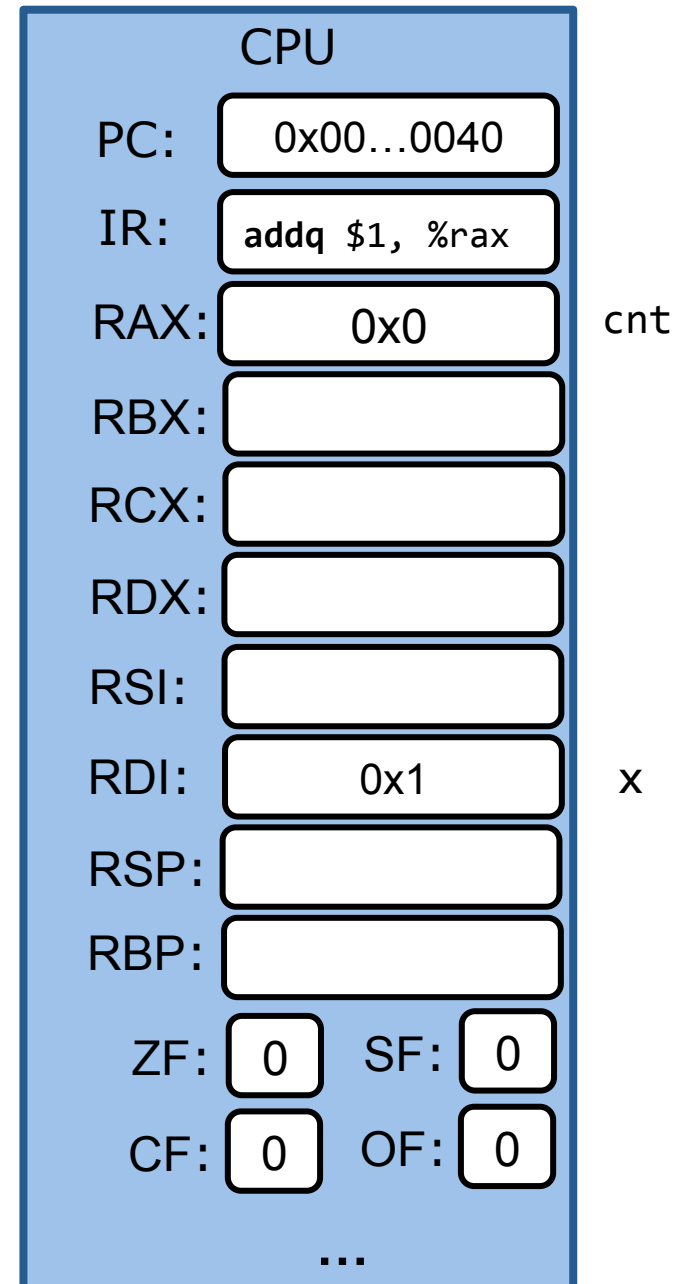 CPU
PC: 0x00...0040
IR: addq $1, %rax
RAX: 0x0 cnt
RBX:
RCX:
RDX:
RSI:
RDI: 0x1 x
RSP:
RBP:
ZF: 0 SF: 0
CF: 0 OF: 0
...